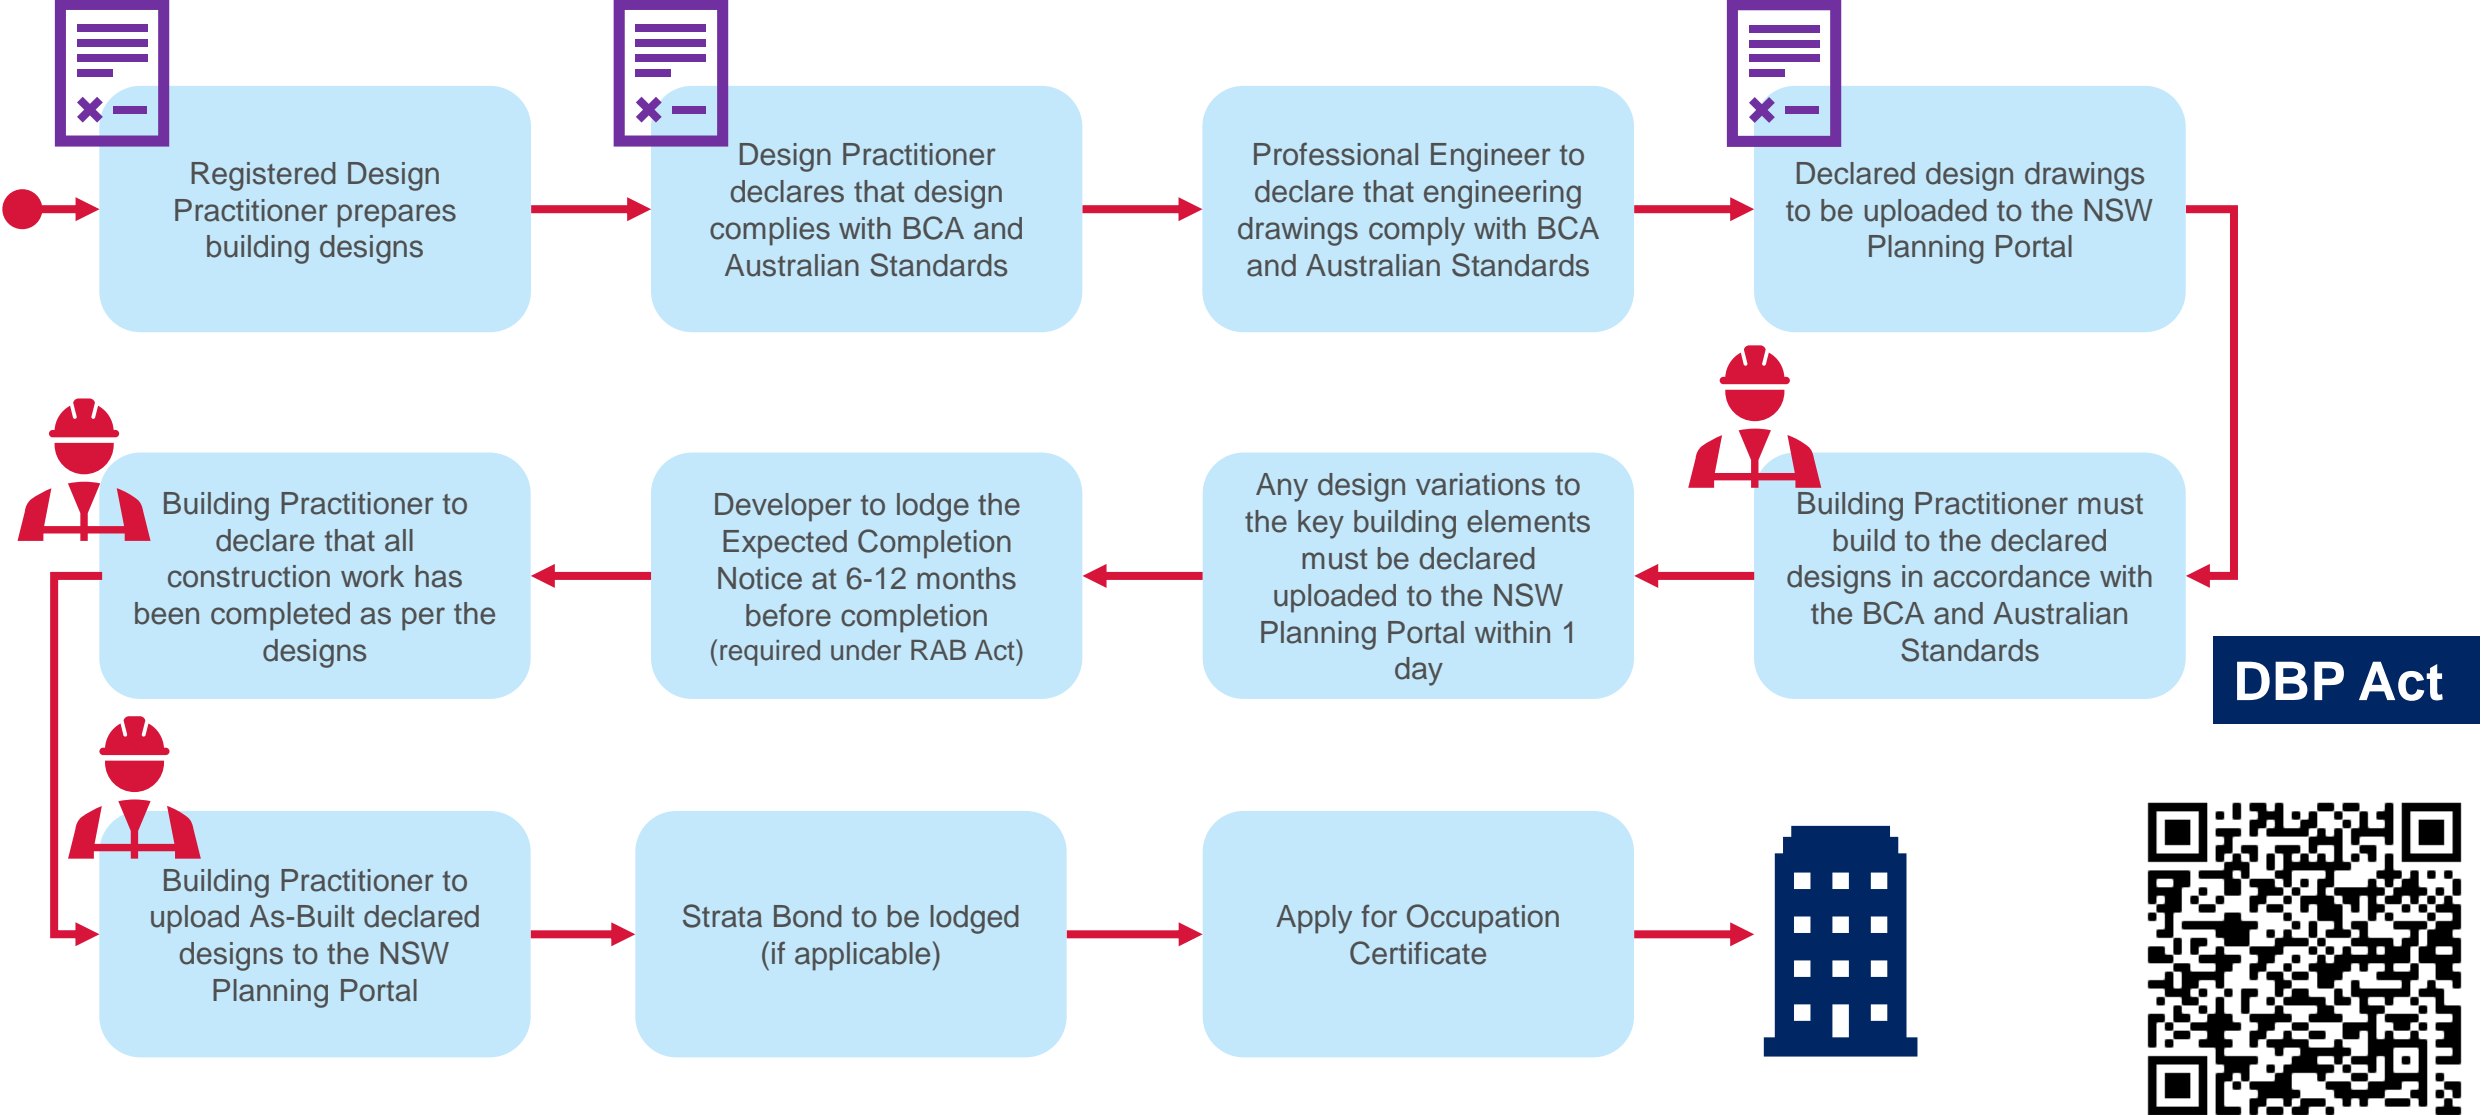 Registered Design
Practitioner prepares
building designs
Design Practitioner
declares that design
complies with BCA and
Australian Standards
Professional Engineer to
declare that engineering
drawings comply with BCA
and Australian Standards
Declared design drawings
to be uploaded to the NSW
Planning Portal
Building Practitioner must
build to the declared
designs in accordance with
the BCA and Australian
Standards
Any design variations to
the key building elements
must be declared
uploaded to the NSW
Planning Portal within 1
day
Developer to lodge the
Expected Completion
Notice at 6-12 months
before completion
(required under RAB Act)
Building Practitioner to
declare that all
construction work has
been completed as per the
designs
DBP Act
Building Practitioner to
upload As-Built declared
designs to the NSW
Planning Portal
Strata Bond to be lodged
(if applicable)
Apply for Occupation
Certificate